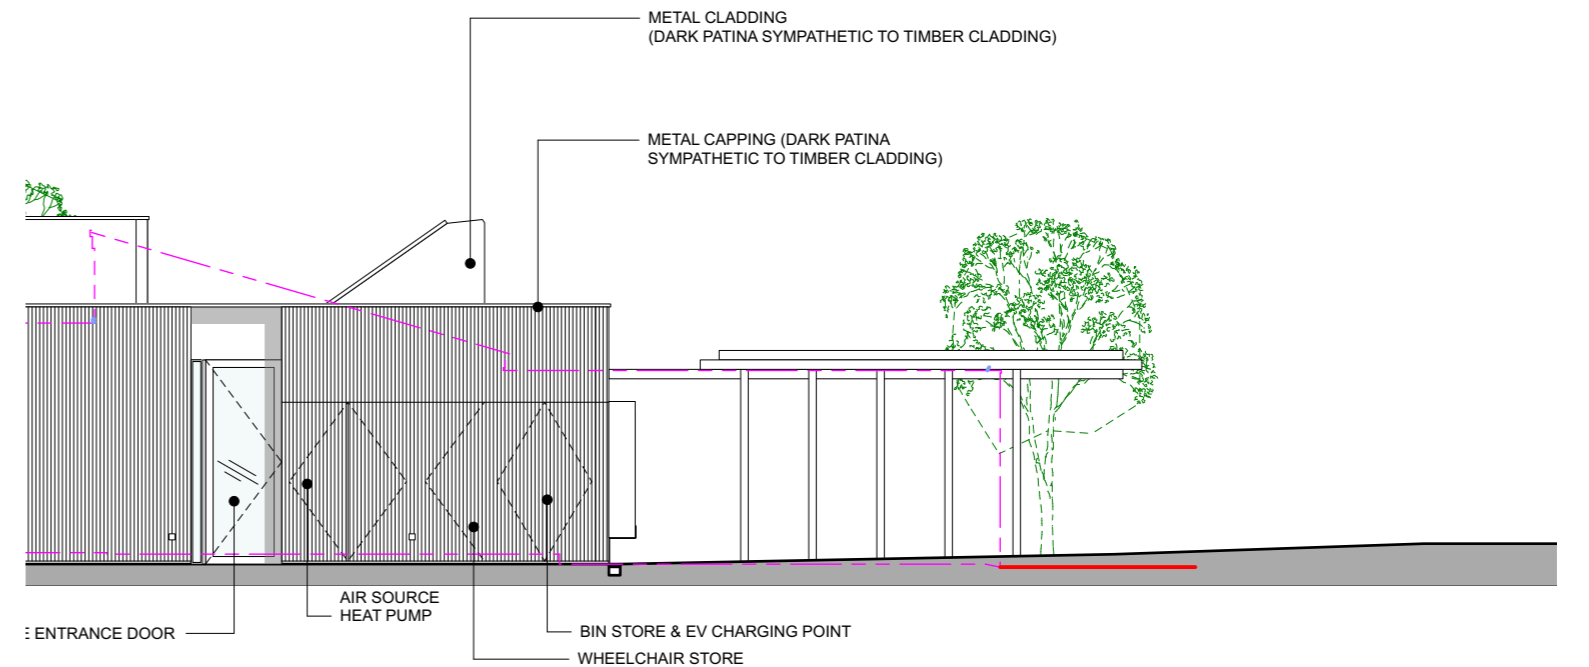 METAL CLADDING
(DARK PATINA SYMPATHETIC TO TIMBER CLADDING)
METAL CAPPING (DARK PATINA
SYMPATHETIC TO TIMBER CLADDING)
AIR SOURCE
HEAT PUMP
ENTRANCE DOOR
BIN STORE & EV CHARGING POINT
WHEELCHAIR STORE